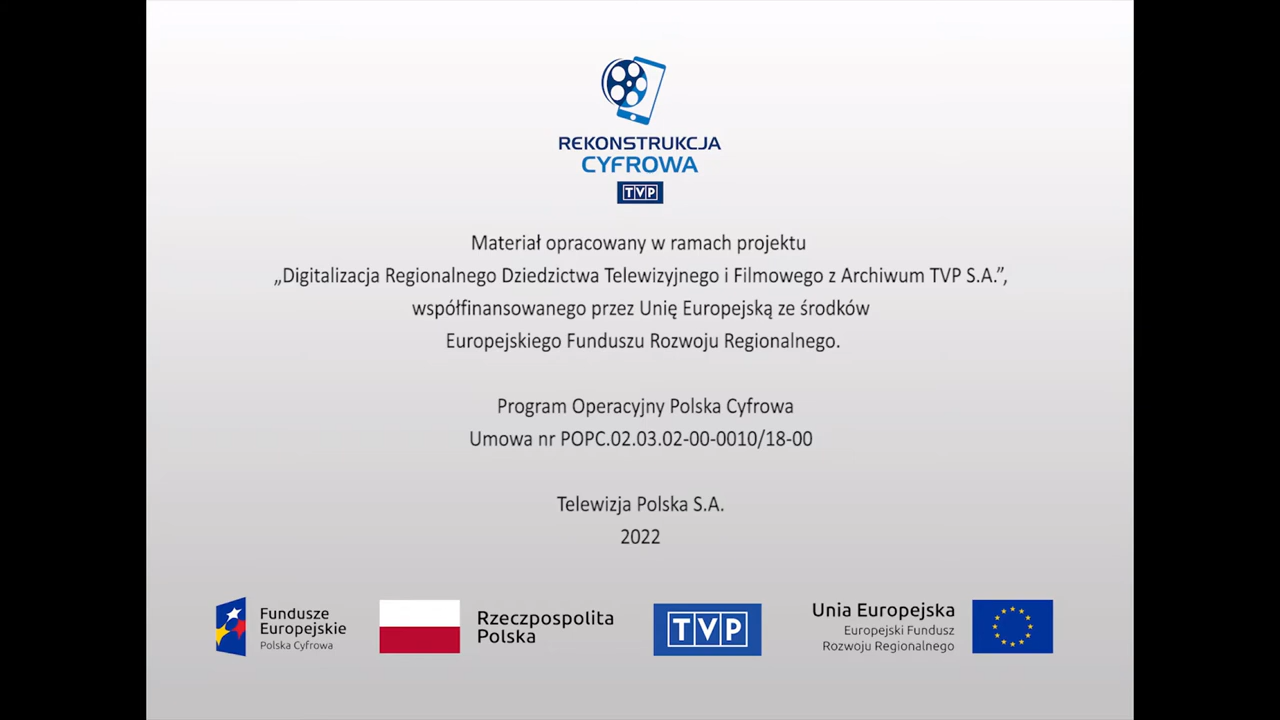 REKONSTRUKCJA
CYFROWA
TVP
Materiał opracowany w ramach projektu
„Digitalizacja Regionalnego Dziedzictwa Telewizyjnego i Filmowego z Archiwum TVP S.A.”,
współfinansowanego przez Unię Europejską ze środków
Europejskiego Funduszu Rozwoju Regionalnego.
Program Operacyjny Polska Cyfrowa
Umowa nr POPC.02.03.02-00-0010/18-00
Telewizja Polska S.A.
2022
Fundusze
Europejskie
Polska Cyfrowa
Rzeczpospolita
Polska
TVP
Unia Europejska
Europejski Fundusz
Rozwoju Regionalnego